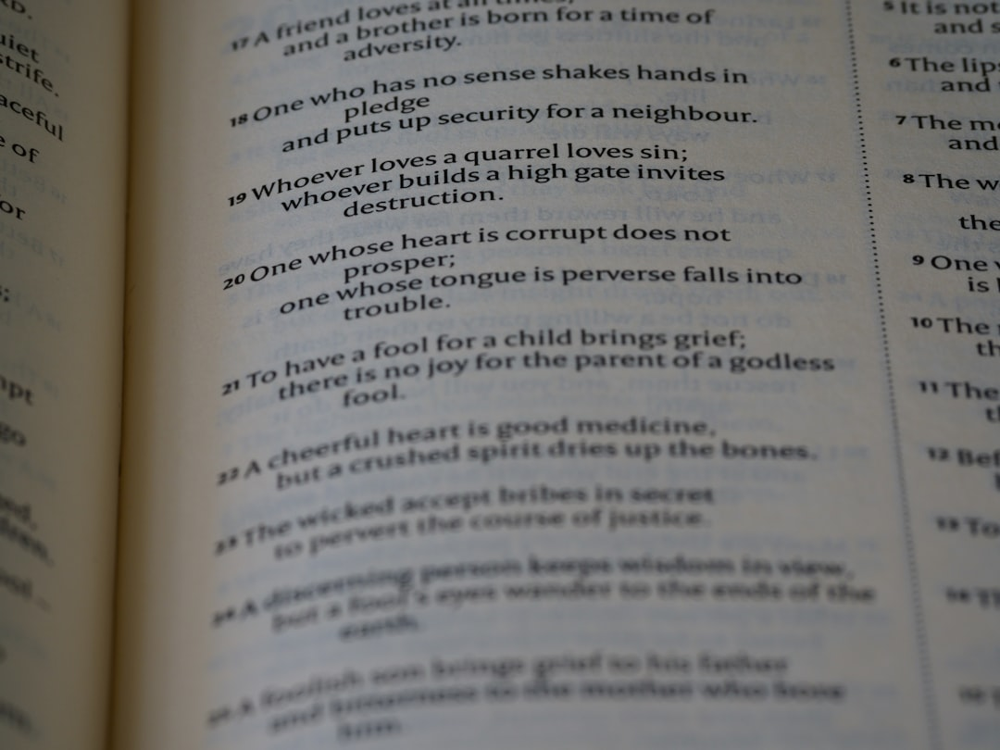 D.
uiet
strife.
aceful
e of
or
s;
mpt
go
17 A friend loves at all times,
and a brother is born for a time of
adversity.
18 One who has no sense shakes hands in
pledge
and puts up security for a neighbour.
19 Whoever loves a quarrel loves sin;
whoever builds a high gate invites
destruction.
20 One whose heart is corrupt does not
prosper;
one whose tongue is perverse falls into
trouble.
21 To have a fool for a child brings grief;
there is no joy for the parent of a godless
fool.
22 A cheerful heart is good medicine,
but a crushed spirit dries up the bones.
23 The wicked accept bribes in secret
to pervert the course of justice.
24 A discerning person keeps wisdom in view,
but a fool's eyes wander to the ends of the
earth.
25 A foolish son brings grief to his father
and bitterness to the mother who bore
him.
5 It is not
and s
6 The lips
and
7 The mo
and
8 The w
the
9 One w
is l
10 The
th
11 The
t
12 Bef
13 To